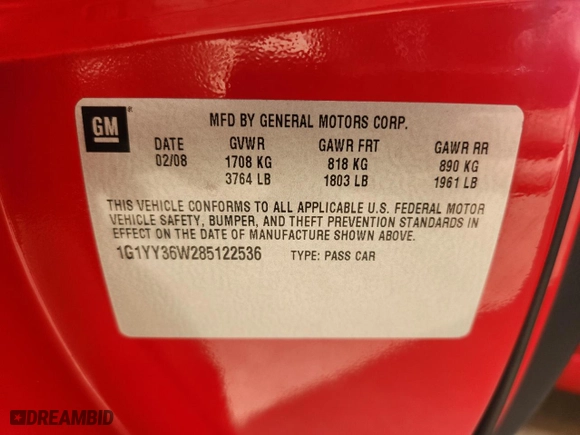 GM
MFD BY GENERAL MOTORS CORP.
DATE GVWR GAWR FRT GAWR RR
02/08 1708 KG 818 KG 890 KG
3764 LB 1803 LB 1961 LB
THIS VEHICLE CONFORMS TO ALL APPLICABLE U.S. FEDERAL MOTOR
VEHICLE SAFETY, BUMPER, AND THEFT PREVENTION STANDARDS IN
EFFECT ON THE DATE OF MANUFACTURE SHOWN ABOVE.
1G1YY36W285122536 TYPE: PASS CAR
DREAMBID